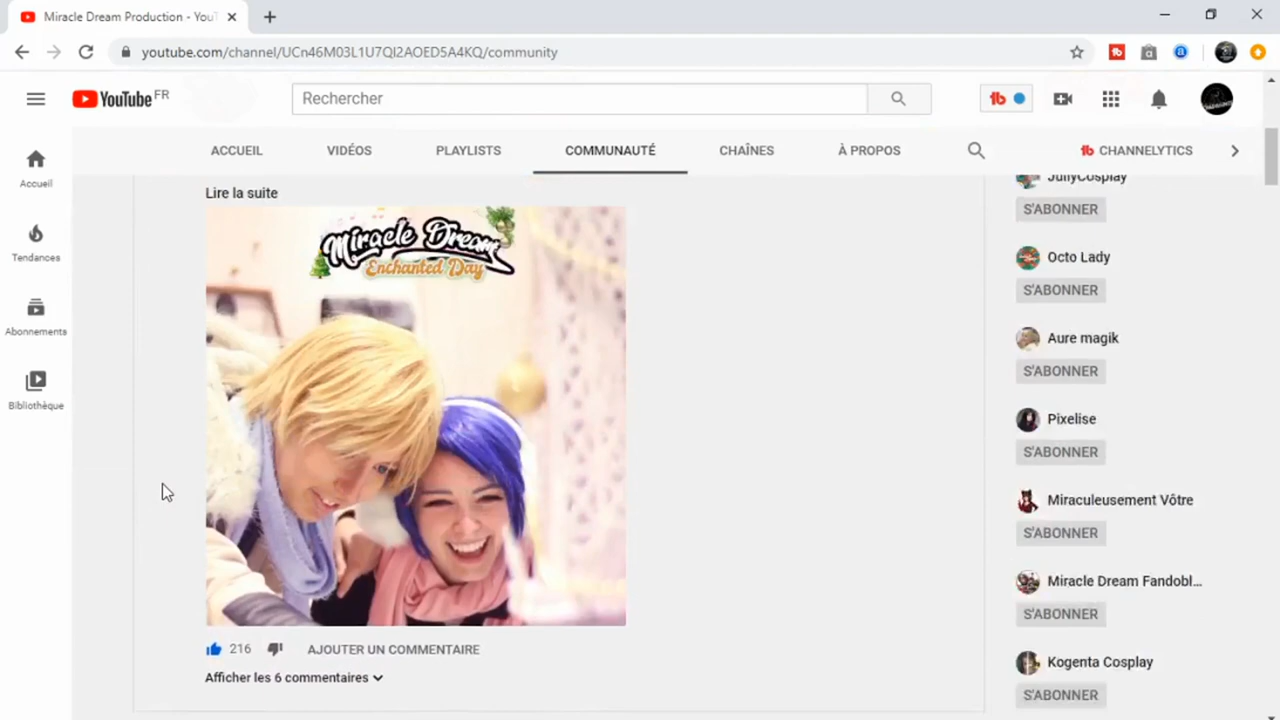 Miracle Dream Production - YouT
youtube.com/channel/UCn46M03L1U7QI2AOED5A4KQ/community
YouTube FR
Rechercher
ACCUEIL
VIDÉOS
PLAYLISTS
COMMUNAUTÉ
CHAÎNES
À PROPOS
CHANNELYTICS
Accueil
Tendances
Abonnements
Bibliothèque
Lire la suite
Miracle Dream
Enchanted Day
216
AJOUTER UN COMMENTAIRE
Afficher les 6 commentaires
JullyCosplay
S'ABONNER
Octo Lady
S'ABONNER
Aure magik
S'ABONNER
Pixelise
S'ABONNER
Miraculeusement Vôtre
S'ABONNER
Miracle Dream Fandobl...
S'ABONNER
Kogenta Cosplay
S'ABONNER